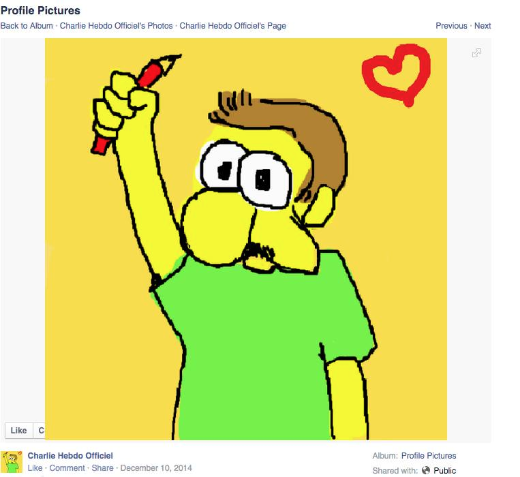 Profile Pictures
Back to Album · Charlie Hebdo Officiel's Photos · Charlie Hebdo Officiel's Page Previous · Next
Like C
Charlie Hebdo Officiel Album: Profile Pictures
Like · Comment · Share · December 10, 2014 Shared with: Public